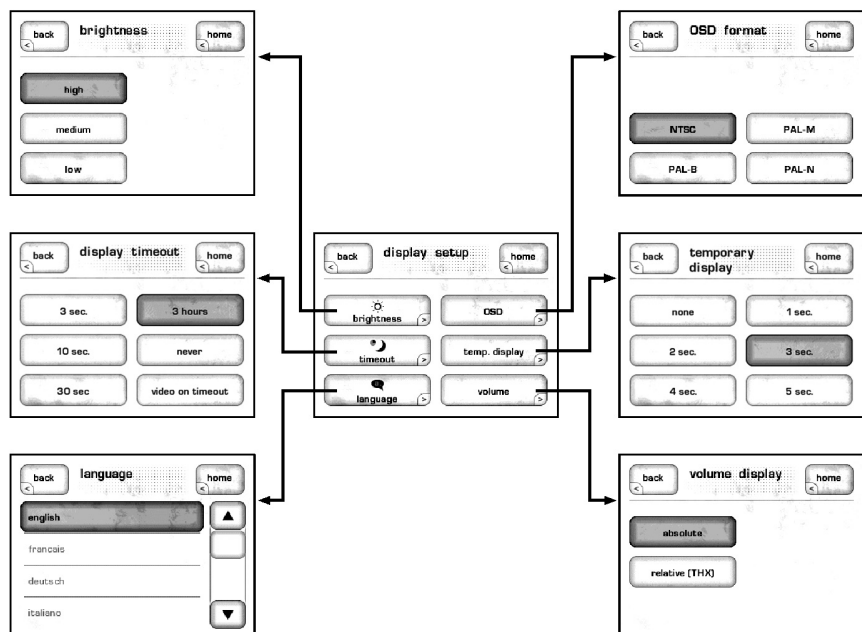 back
brightness
home
<
<
high
medium
low
back
OSD format
home
<
<
NTSC
PAL-M
PAL-B
PAL-N
back
display timeout
home
<
<
3 sec.
3 hours
10 sec.
never
30 sec
video on timeout
back
display setup
home
<
<
brightness
>
OSD
>
timeout
>
temp. display
>
language
>
volume
>
back
temporary
display
home
<
<
none
1 sec.
2 sec.
3 sec.
4 sec.
5 sec.
back
language
home
<
<
english
francais
deutsch
italiano
back
volume display
home
<
<
absolute
relative (THX)